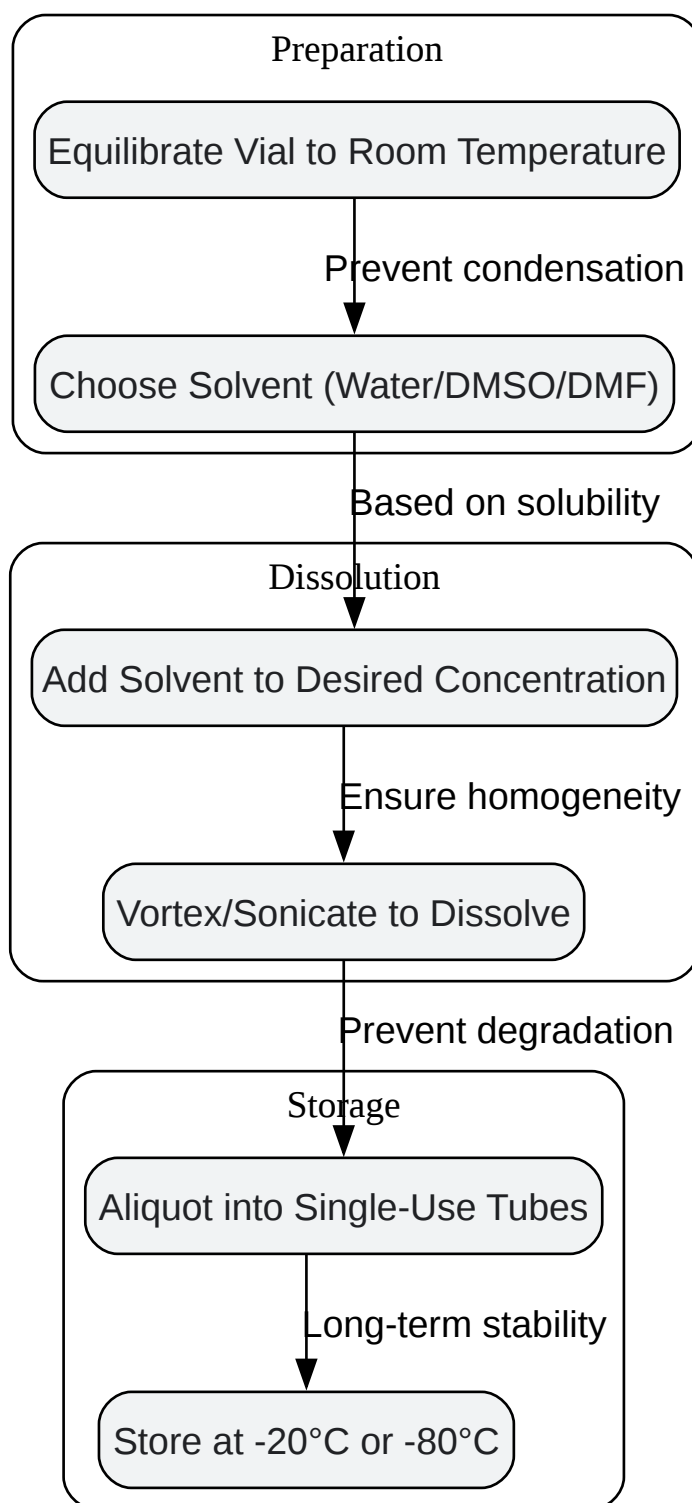 Preparation
Equilibrate Vial to Room Temperature
Prevent condensation
Choose Solvent (Water/DMSO/DMF)
Based on solubility
Dissolution
Add Solvent to Desired Concentration
Ensure homogeneity
Vortex/Sonicate to Dissolve
Prevent degradation
Storage
Aliquot into Single-Use Tubes
Long-term stability
Store at -20°C or -80°C